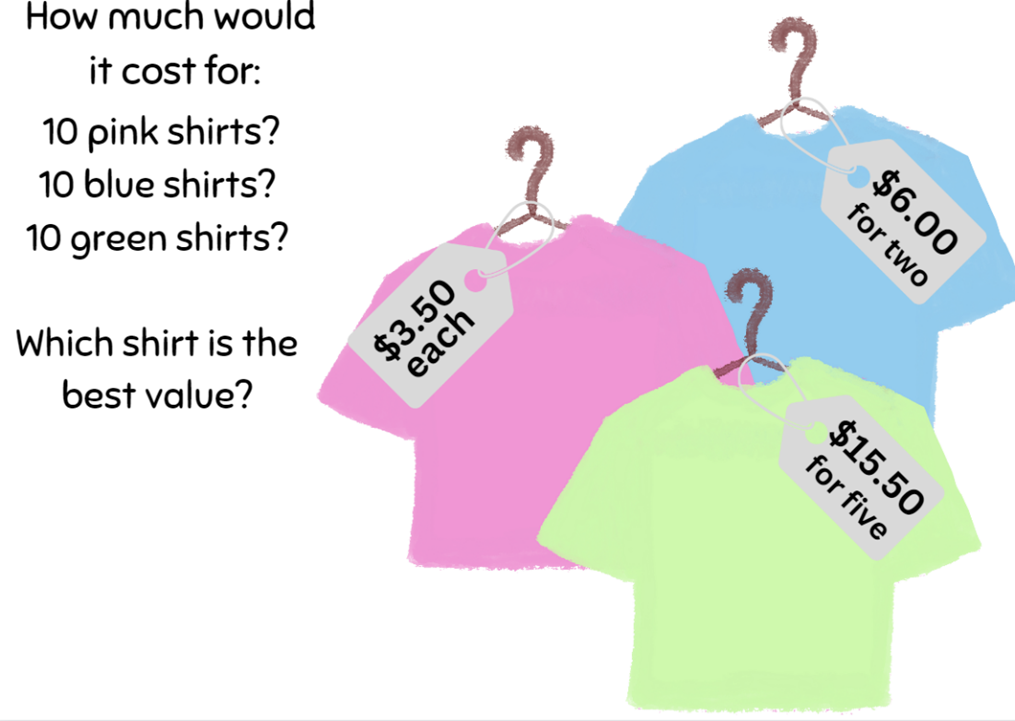 How much would
it cost for:
10 pink shirts?
10 blue shirts?
10 green shirts?
Which shirt is the
best value?
$3.50
each
$6.00
for two
$15.50
for five